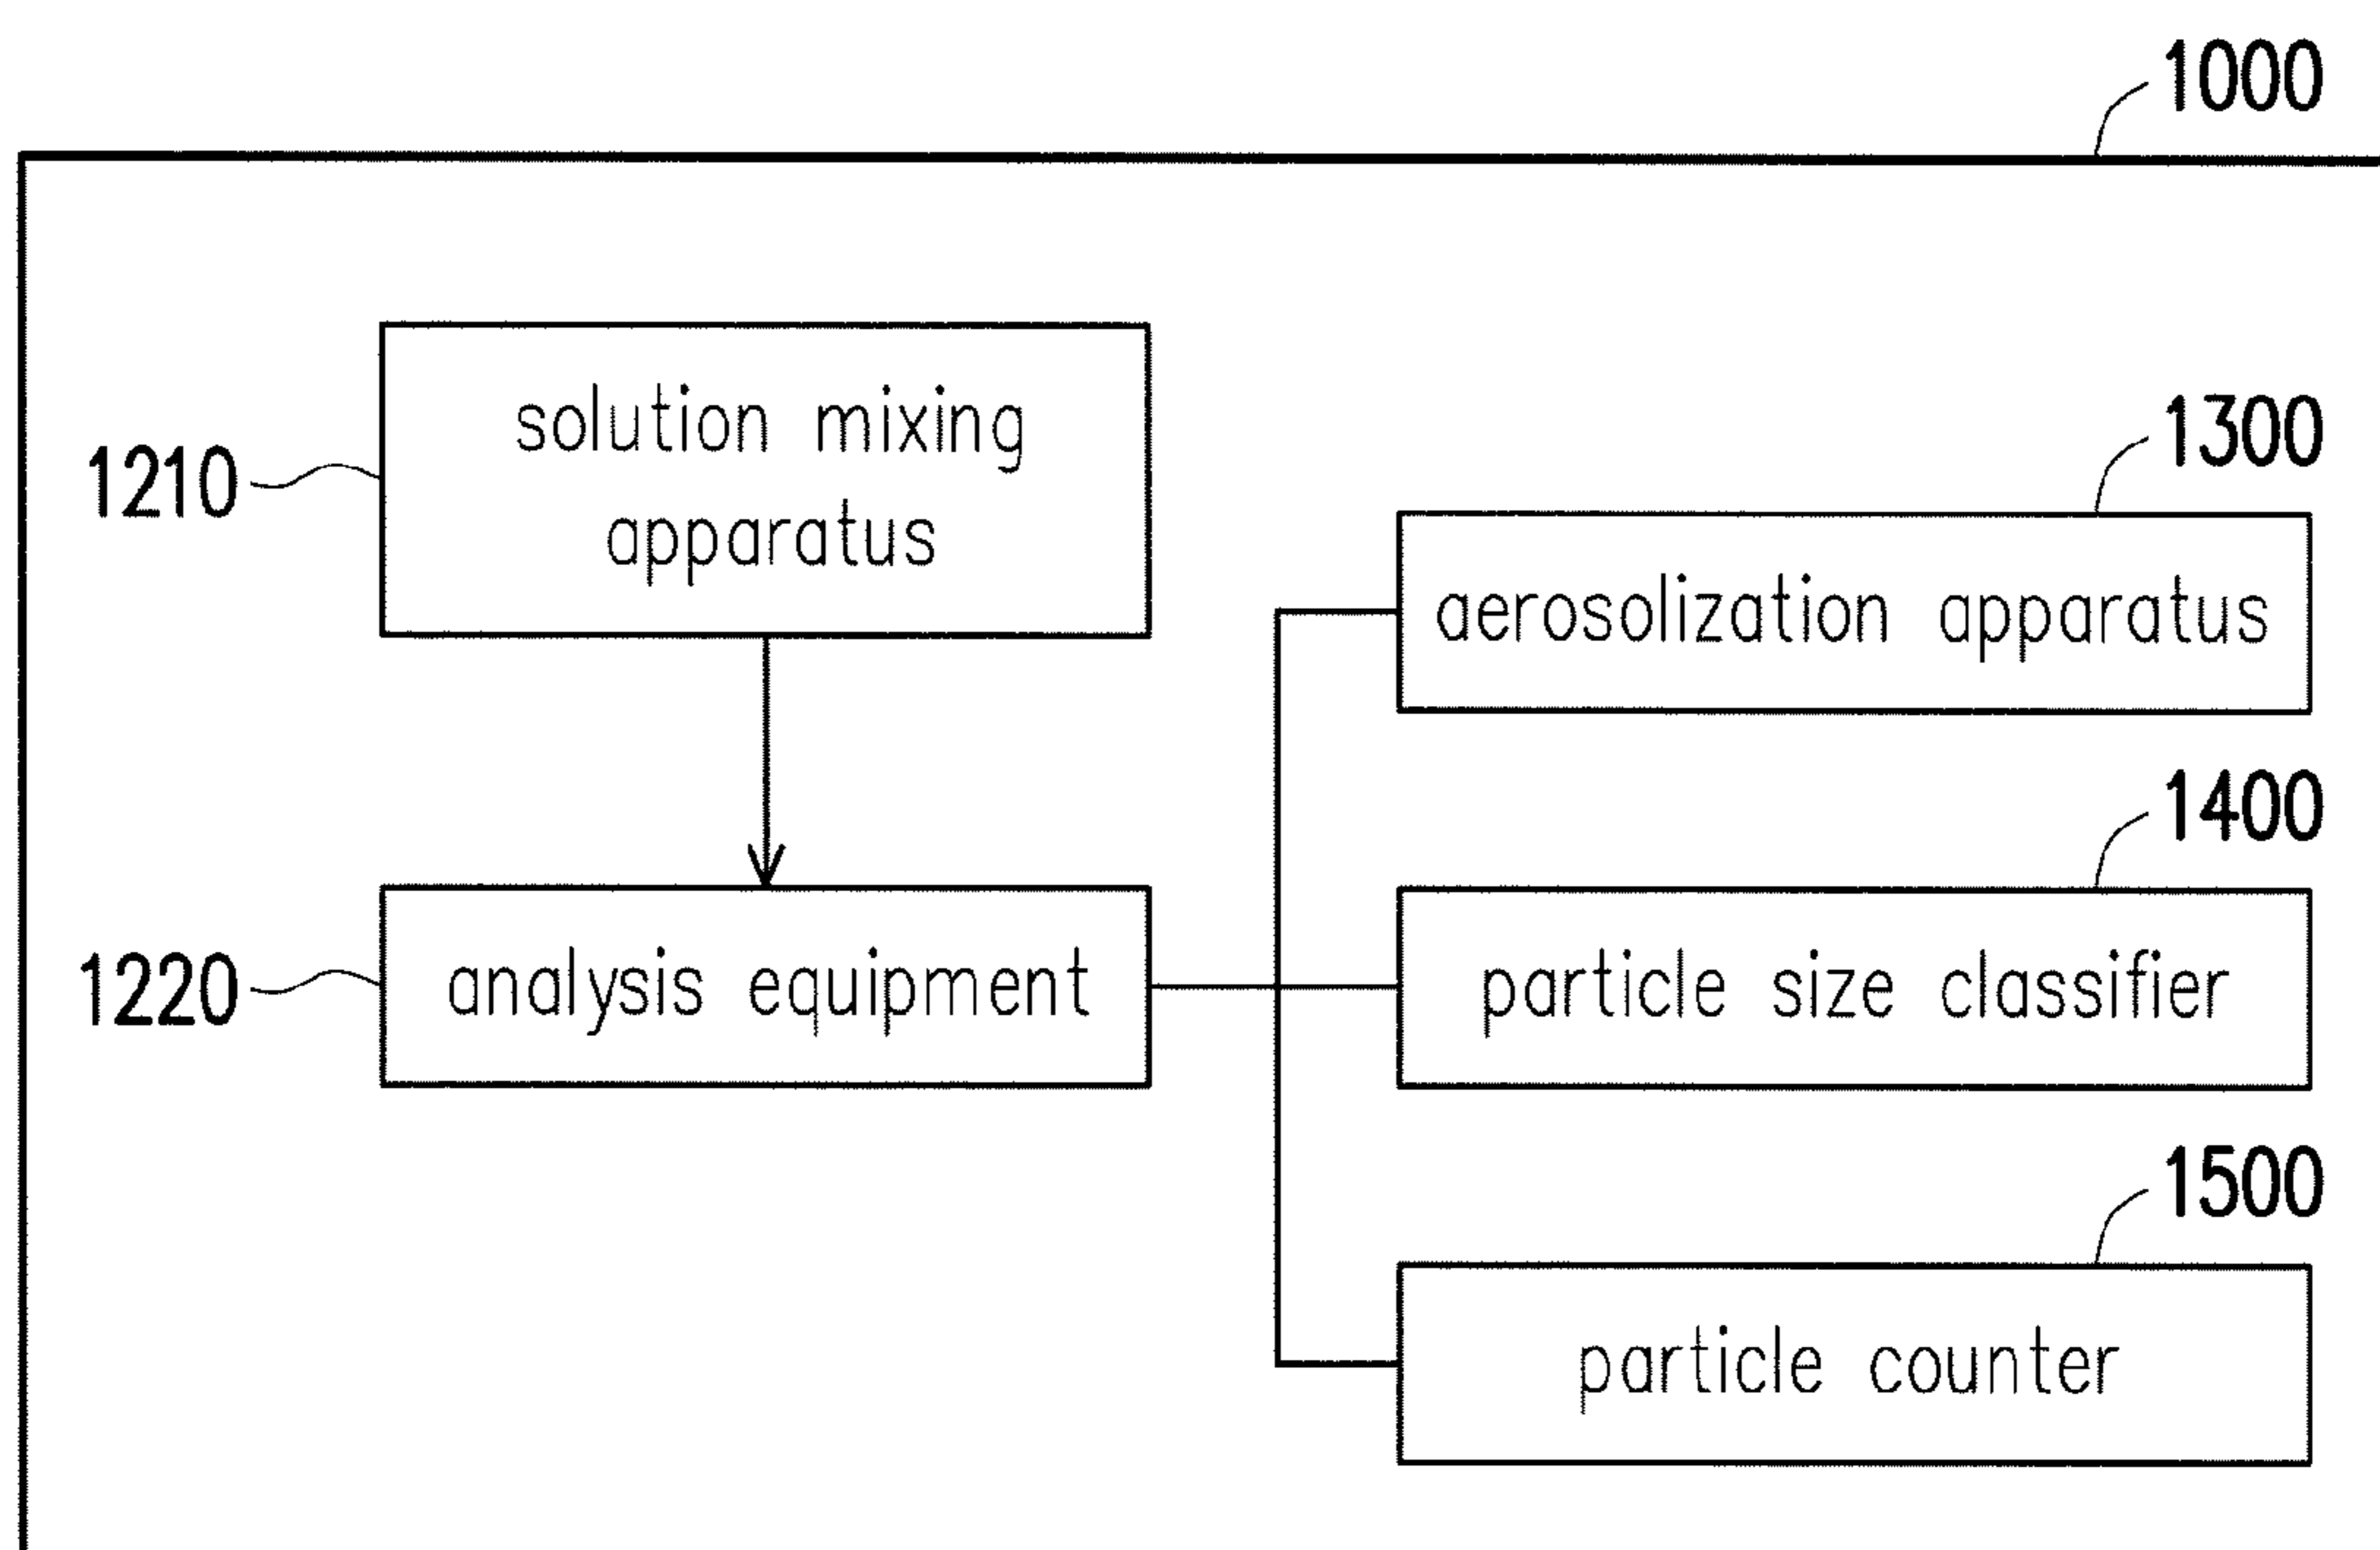 1000
solution mixing
apparatus
1210
1300
aerosolization apparatus
1400
1220
analysis equipment
particle size classifier
1500
particle counter